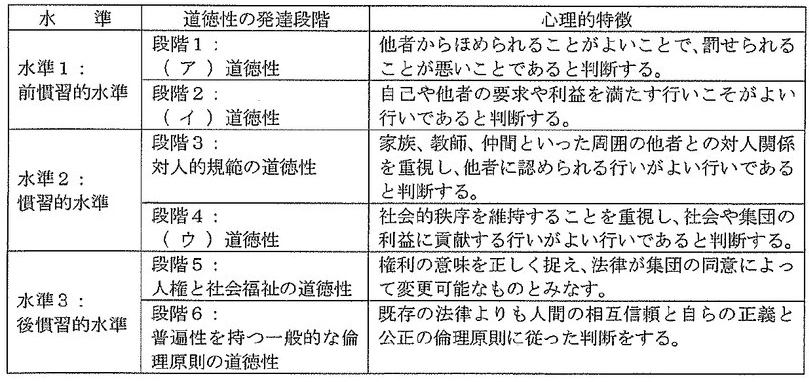 水　準　道徳性の発達段階　心理的特徴
水準1：
前慣習的水準
段階1：
（ア）道徳性
他者からほめられることがよいことで、罰せられる
ことが悪いことであると判断する。
段階2：
（イ）道徳性
自己や他者の要求や利益を満たす行いこそがよい
行いであると判断する。
水準2：
慣習的水準
段階3：
対人的規範の道徳性
家族、教師、仲間といった周囲の他者との対人関係
を重視し、他者に認められる行いがよい行いである
と判断する。
段階4：
（ウ）道徳性
社会的秩序を維持することを重視し、社会や集団の
利益に貢献する行いがよい行いであると判断する。
水準3：
後慣習的水準
段階5：
人権と社会福祉の道徳性
権利の意味を正しく捉え、法律が集団の同意によっ
て変更可能なものとみなす。
段階6：
普遍性を持つ一般的な倫
理原則の道徳性
既存の法律よりも人間の相互信頼と自らの正義と
公正の倫理原則に従った判断をする。